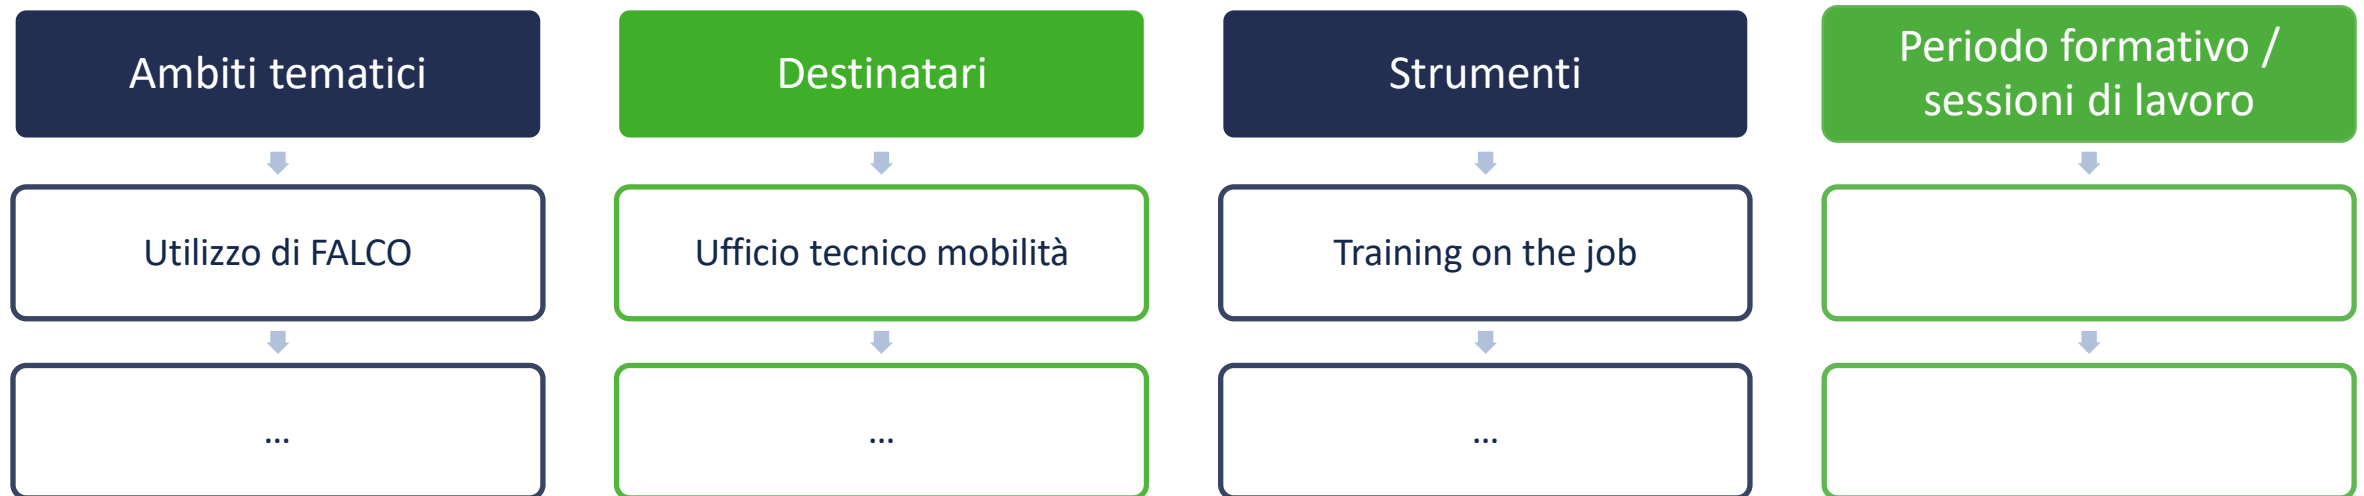 Ambiti tematici
Destinatari
Strumenti
Periodo formativo /
sessioni di lavoro
Utilizzo di FALCO
Ufficio tecnico mobilità
Training on the job
...
...
...